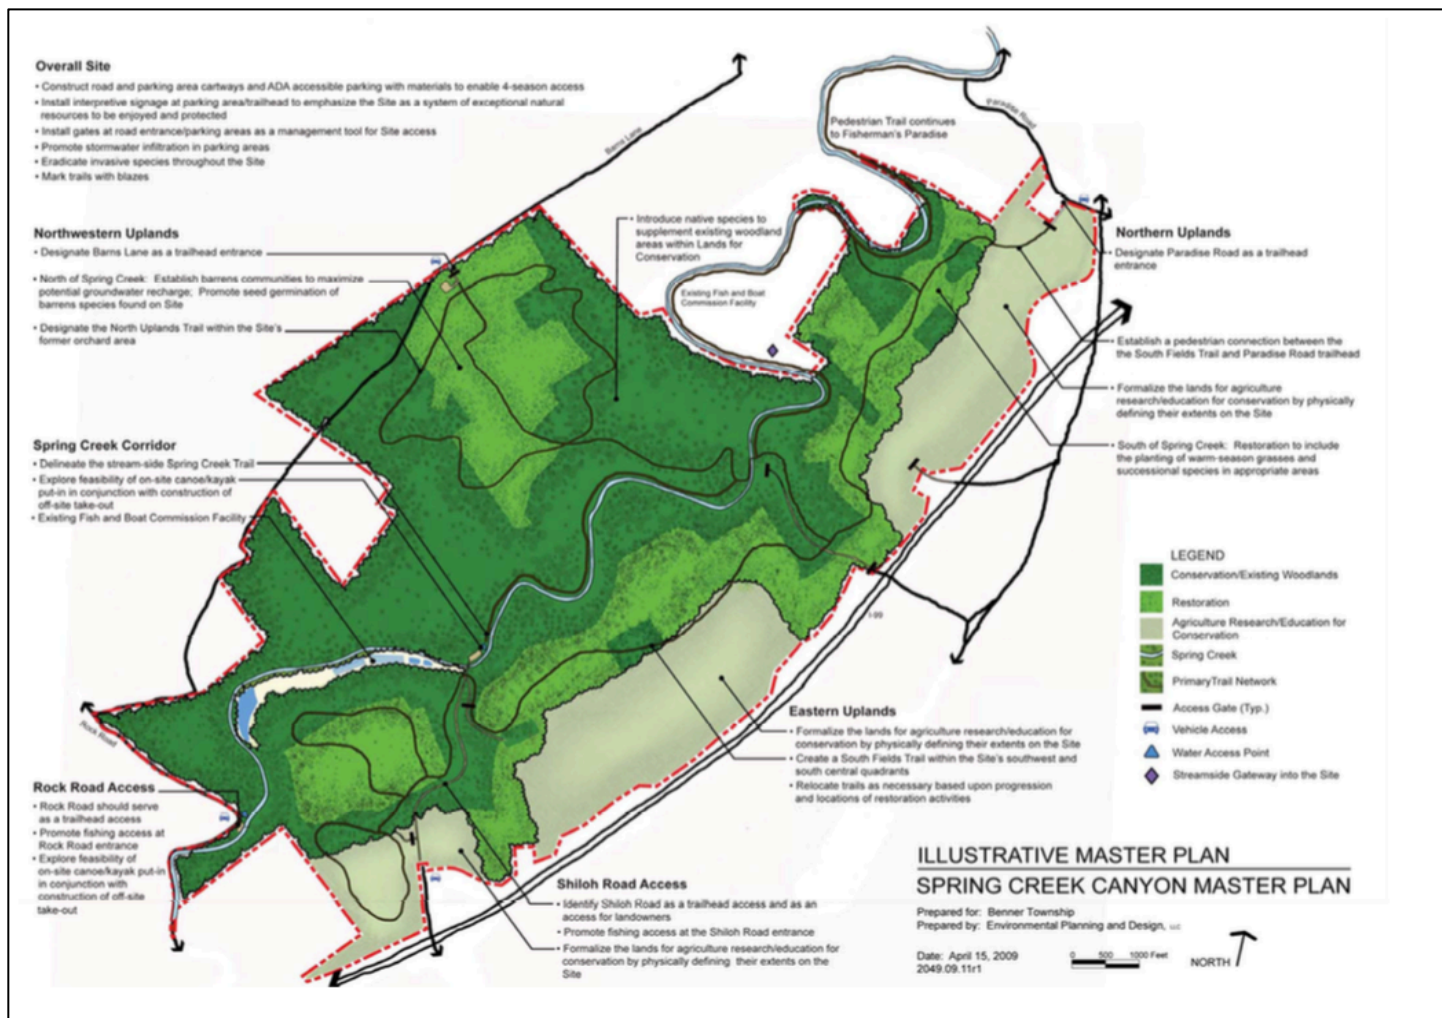 Overall Site
• Construct road and parking area cartways and ADA accessible parking with materials to enable 4-season access
• Install interpretive signage at parking area/trailhead to emphasize the Site as a system of exceptional natural
resources to be enjoyed and protected
• Install gates at road entrance/parking areas as a management tool for Site access
• Promote stormwater infiltration in parking areas
• Eradicate invasive species throughout the Site
• Mark trails with blazes
Barns Lane
Pedestrian Trail continues
to Fisherman's Paradise
Paradise Road
Northwestern Uplands
• Designate Barns Lane as a trailhead entrance
• North of Spring Creek: Establish barrens communities to maximize
potential groundwater recharge; Promote seed germination of
barrens species found on Site
• Designate the North Uplands Trail within the Site's
former orchard area
• Introduce native species to
supplement existing woodland
areas within Lands for
Conservation
Existing Fish and Boat
Commission Facility
Northern Uplands
• Designate Paradise Road as a trailhead
entrance
• Establish a pedestrian connection between the
the South Fields Trail and Paradise Road trailhead
• Formalize the lands for agriculture
research/education for conservation by physically
defining their extents on the Site
• South of Spring Creek: Restoration to include
the planting of warm-season grasses and
successional species in appropriate areas
Spring Creek Corridor
• Delineate the stream-side Spring Creek Trail
• Explore feasibility of on-site canoe/kayak
put-in in conjunction with construction of
off-site take-out
• Existing Fish and Boat Commission Facility
I-99
LEGEND
Conservation/Existing Woodlands
Restoration
Agriculture Research/Education for
Conservation
Spring Creek
PrimaryTrail Network
Access Gate (Typ.)
Vehicle Access
Water Access Point
Streamside Gateway into the Site
Rock Road
Rock Road Access
• Rock Road should serve
as a trailhead access
• Promote fishing access at
Rock Road entrance
• Explore feasibility of
on-site canoe/kayak put-in
in conjunction with
construction of off-site
take-out
Eastern Uplands
• Formalize the lands for agriculture research/education for
conservation by physically defining their extents on the Site
• Create a South Fields Trail within the Site's southwest and
south central quadrants
• Relocate trails as necessary based upon progression
and locations of restoration activities
Shiloh Road Access
• Identify Shiloh Road as a trailhead access and as an
access for landowners
• Promote fishing access at the Shiloh Road entrance
• Formalize the lands for agriculture research/education for
conservation by physically defining their extents on the
Site
ILLUSTRATIVE MASTER PLAN
SPRING CREEK CANYON MASTER PLAN
Prepared for: Benner Township
Prepared by: Environmental Planning and Design, LLC
Date: April 15, 2009
2049.09.11r1
0 500 1000 Feet
NORTH